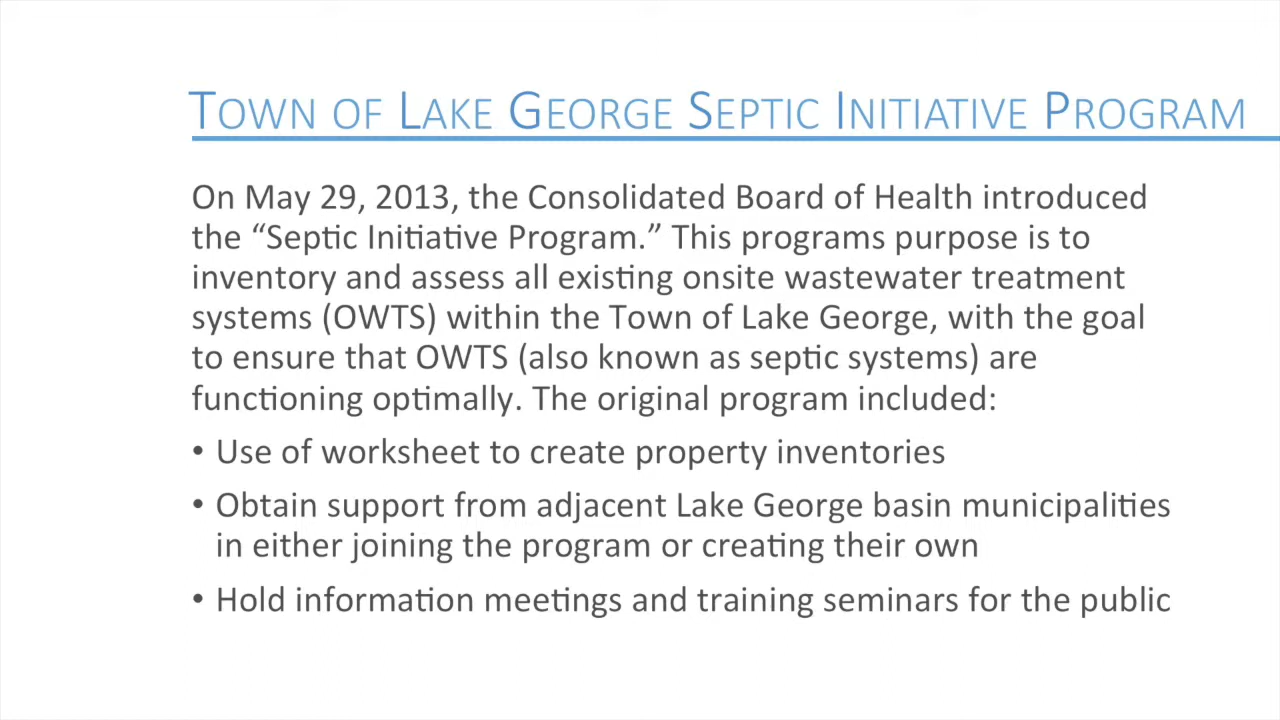 TOWN OF LAKE GEORGE SEPTIC INITIATIVE PROGRAM
On May 29, 2013, the Consolidated Board of Health introduced
the “Septic Initiative Program.” This programs purpose is to
inventory and assess all existing onsite wastewater treatment
systems (OWTS) within the Town of Lake George, with the goal
to ensure that OWTS (also known as septic systems) are
functioning optimally. The original program included:
• Use of worksheet to create property inventories
• Obtain support from adjacent Lake George basin municipalities
in either joining the program or creating their own
• Hold information meetings and training seminars for the public